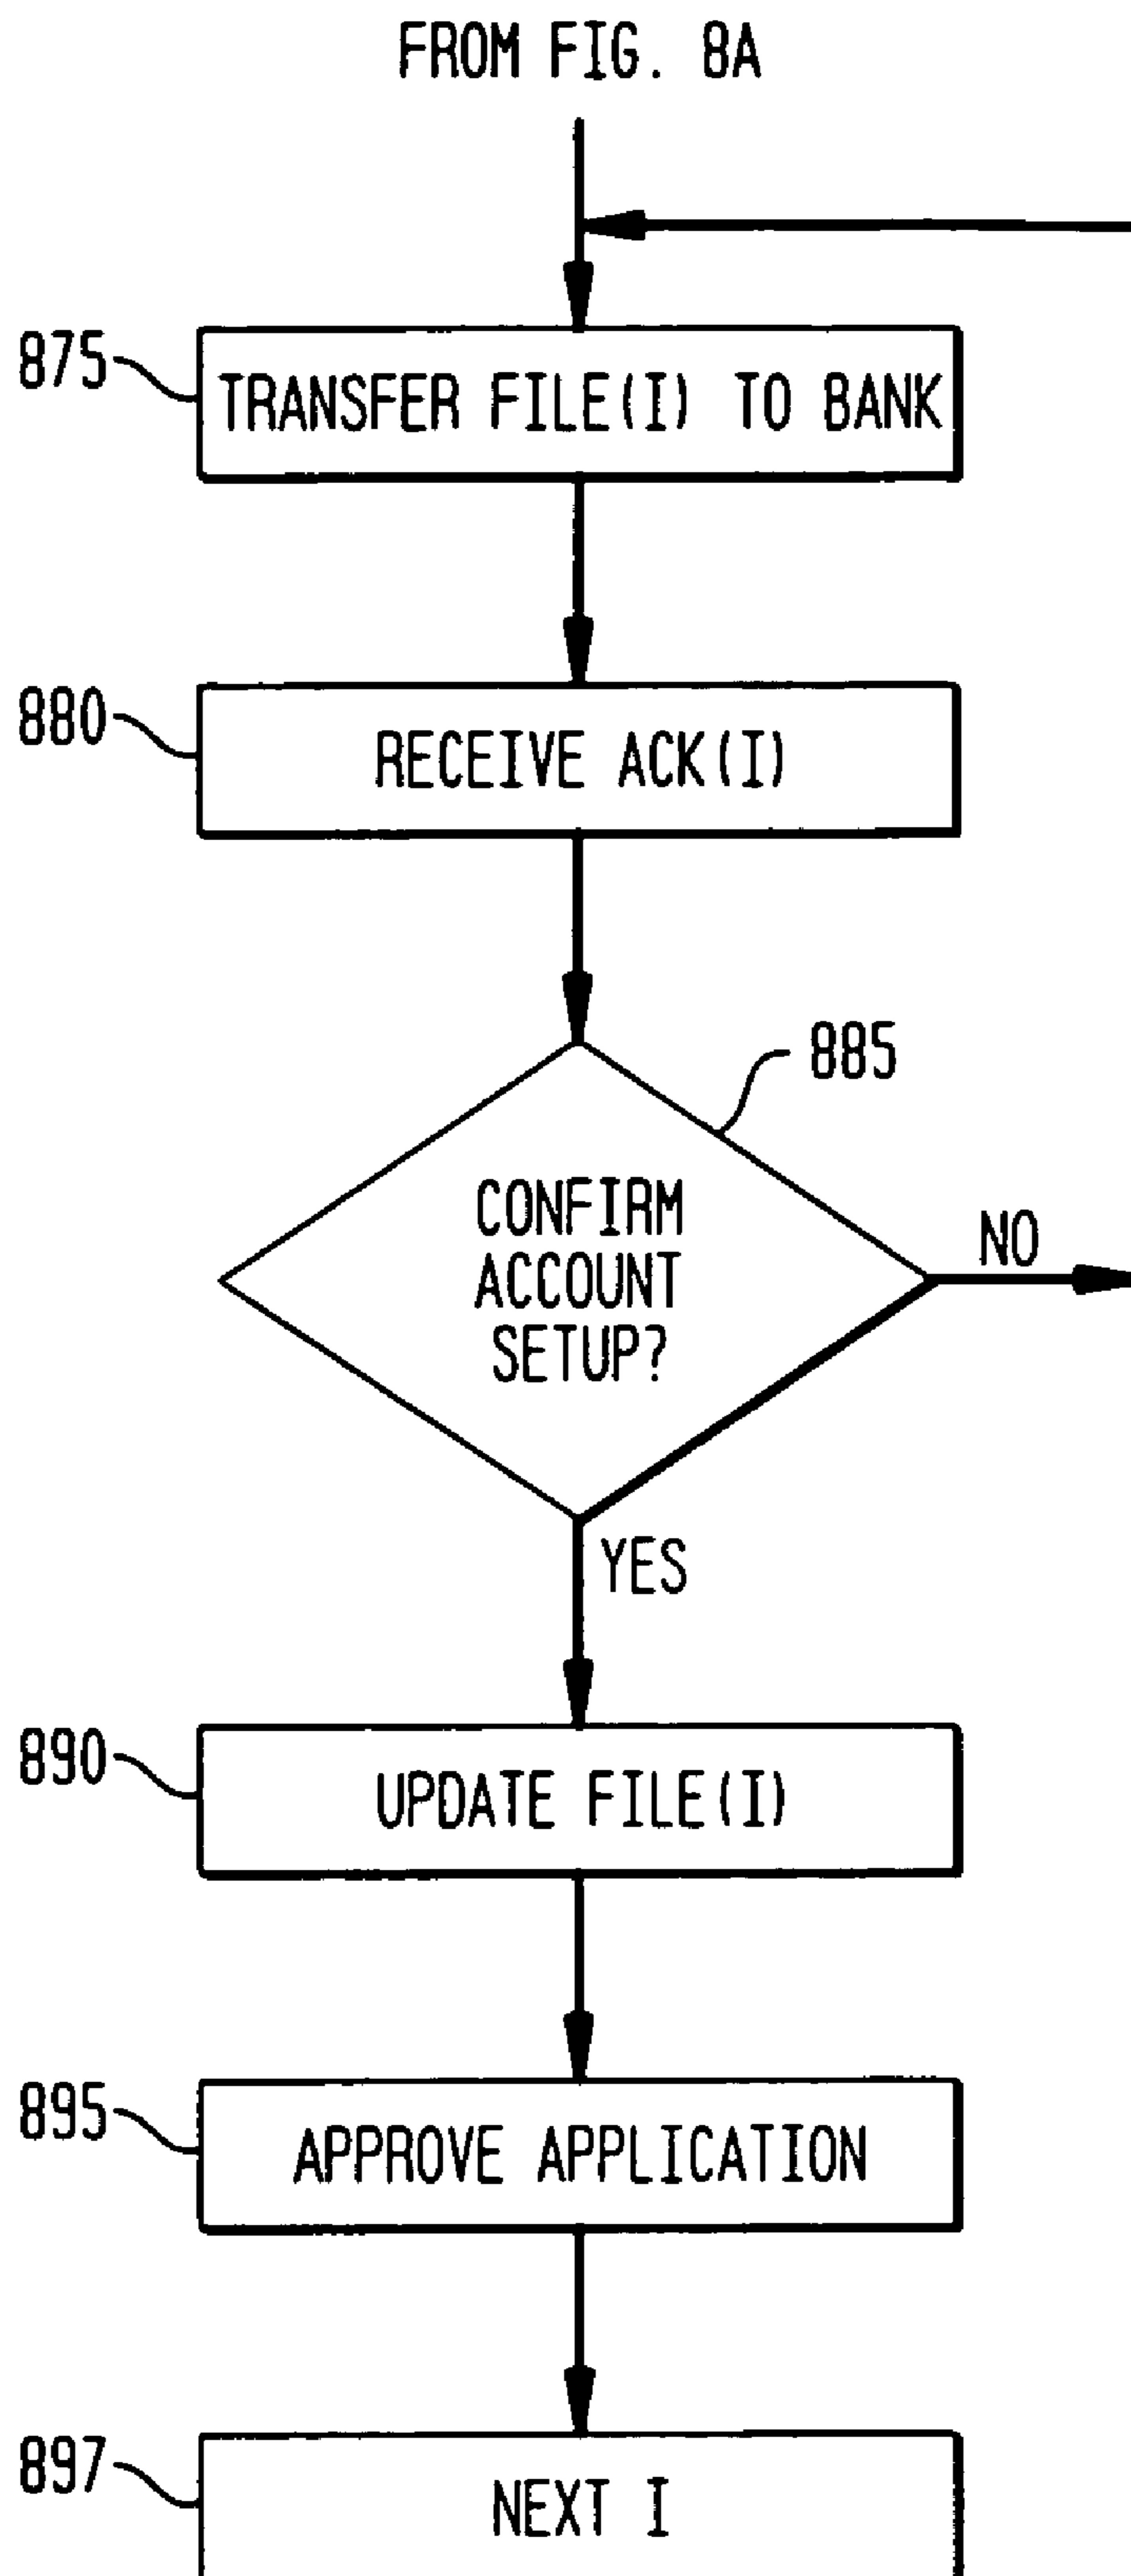 FROM FIG. 8A
875
TRANSFER FILE(I) TO BANK
880
RECEIVE ACK(I)
885
CONFIRM
ACCOUNT
SETUP?
NO
YES
890
UPDATE FILE(I)
895
APPROVE APPLICATION
897
NEXT I